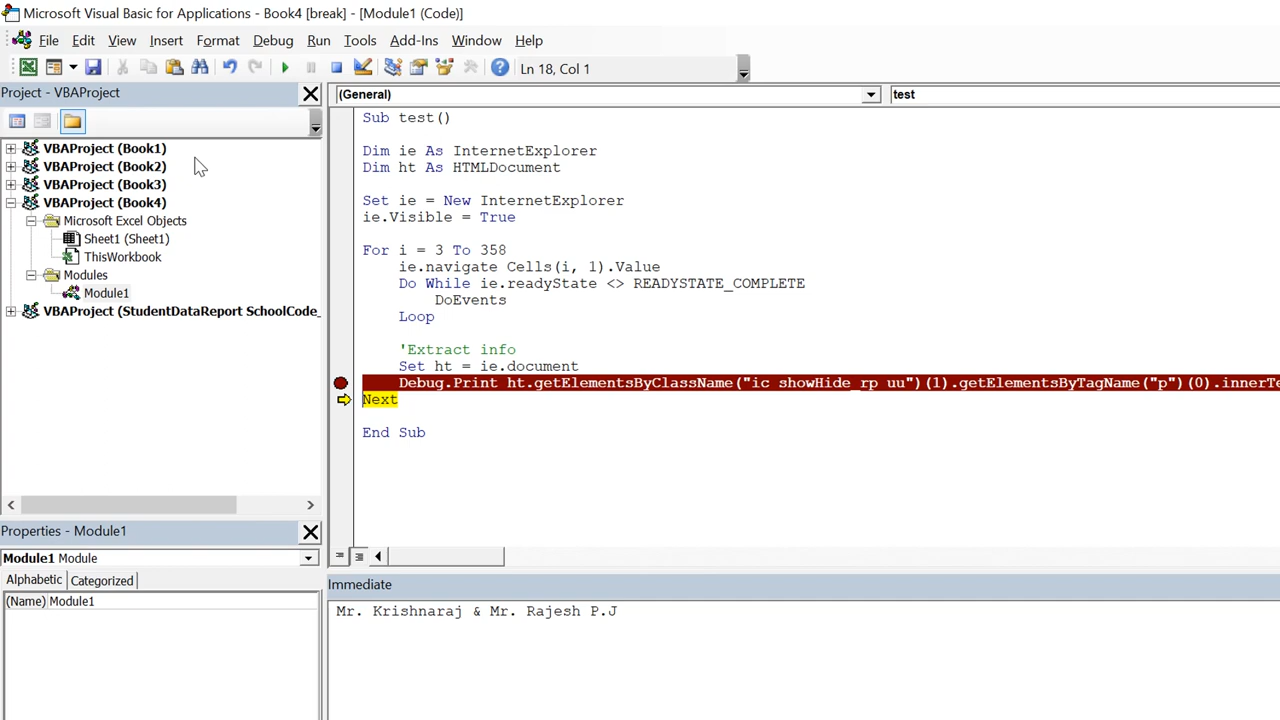 Microsoft Visual Basic for Applications - Book4 [break] - [Module1 (Code)]
File Edit View Insert Format Debug Run Tools Add-Ins Window Help
Ln 18, Col 1
Project - VBAProject
(General)
test
VBAProject (Book1)
VBAProject (Book2)
VBAProject (Book3)
VBAProject (Book4)
Microsoft Excel Objects
Sheet1 (Sheet1)
ThisWorkbook
Modules
Module1
VBAProject (StudentDataReport SchoolCode_
Sub test()
Dim ie As InternetExplorer
Dim ht As HTMLDocument
Set ie = New InternetExplorer
ie.Visible = True
For i = 3 To 358
ie.navigate Cells(i, 1).Value
Do While ie.readyState <> READYSTATE_COMPLETE
DoEvents
Loop
'Extract info
Set ht = ie.document
Debug.Print ht.getElementsByClassName("ic showHide_rp uu")(1).getElementsByTagName("p")(0).innerTe
Next
End Sub
Properties - Module1
Module1 Module
Alphabetic Categorized
(Name) Module1
Immediate
Mr. Krishnaraj & Mr. Rajesh P.J